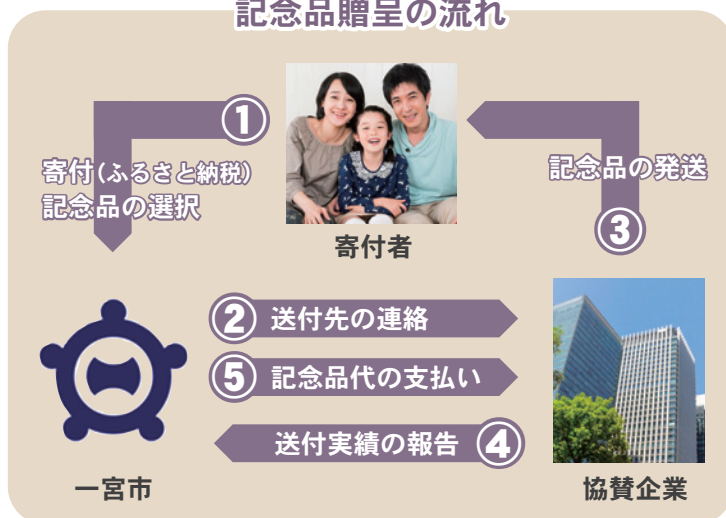 記念品贈呈の流れ
①
寄付(ふるさと納税)
記念品の選択
寄付者
記念品の発送
③
② 送付先の連絡
⑤ 記念品代の支払い
送付実績の報告 ④
一宮市
協賛企業